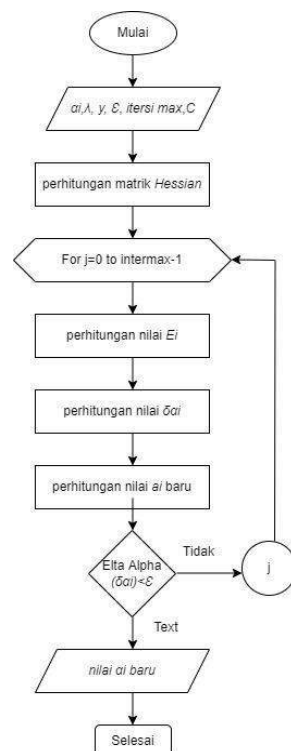 Mulai
αi,λ, y, Ɛ, itersi max,C
perhitungan matrik Hessian
For j=0 to intermax-1
perhitungan nilai Ei
perhitungan nilai δαi
perhitungan nilai ai baru
Elta Alpha
(δαi)<Ɛ
Tidak
j
Text
nilai αi baru
Selesai